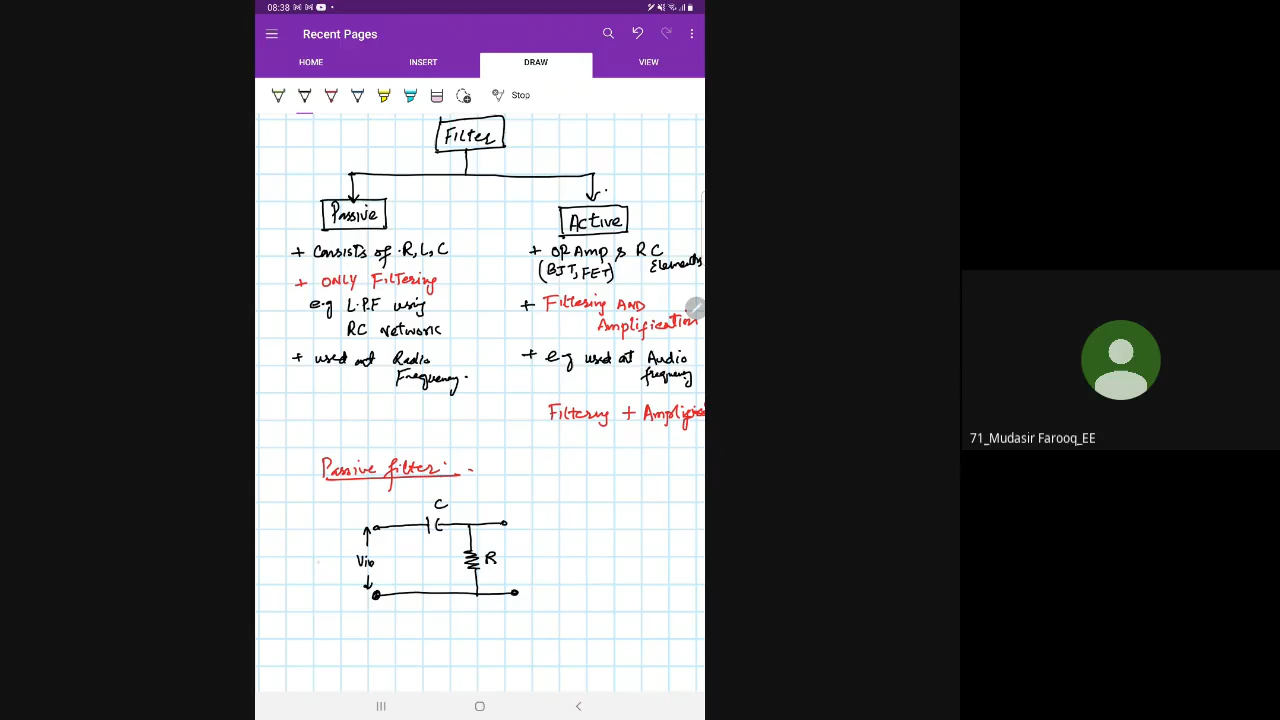 08:38
Recent Pages
HOME INSERT DRAW VIEW
Stop
Filter
Passive
+ Consists of R, L, C
+ ONLY Filtering
e.g L.P.F using
RC Network
+ used at Radio
Frequency.
Active
+ OP Amp & RC
Elements
(BJT, FET)
+ Filtering AND
Amplification
+ e.g used at Audio
frequency
Filtering +
Passive filter
C
Vin
R
71_Mudasir Farooq_EE